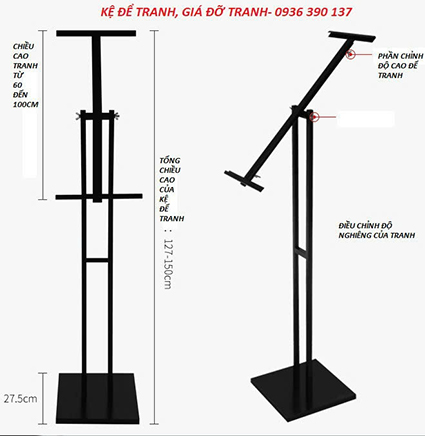 KỆ ĐỂ TRANH, GIÁ ĐỠ TRANH- 0936 390 137
CHIỀU
CAO
TRANH
TỪ
60
ĐẾN
100CM
PHẦN CHỈNH
ĐỘ CAO ĐỂ
TRANH
TỔNG
CHIỀU
CAO
CỦA
KỆ
ĐỂ
TRANH
: 127-150cm
ĐIỀU CHỈNH ĐỘ
NGHIÊNG CỦA TRANH
27.5cm